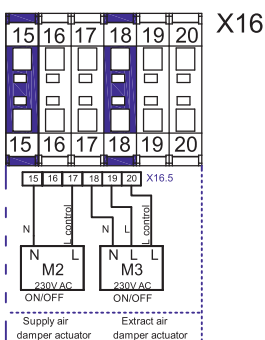 X16
15 16 17 18 19 20
15 16 17 18 19 20
15 16 17 18 19 20 X16.5
N L control N L L control
N L N L L
M2 M3
230V AC 230V AC
ON/OFF ON/OFF
Supply air Extract air
damper actuator damper actuator